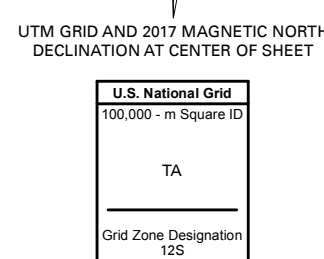 UTM GRID AND 2017 MAGNETIC NORTH
DECLINATION AT CENTER OF SHEET
U.S. National Grid
100,000 - m Square ID
TA
Grid Zone Designation
12S